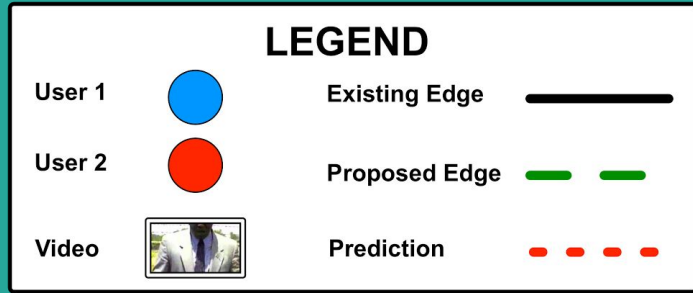 LEGEND
User 1
Existing Edge
User 2
Proposed Edge
Video
Prediction